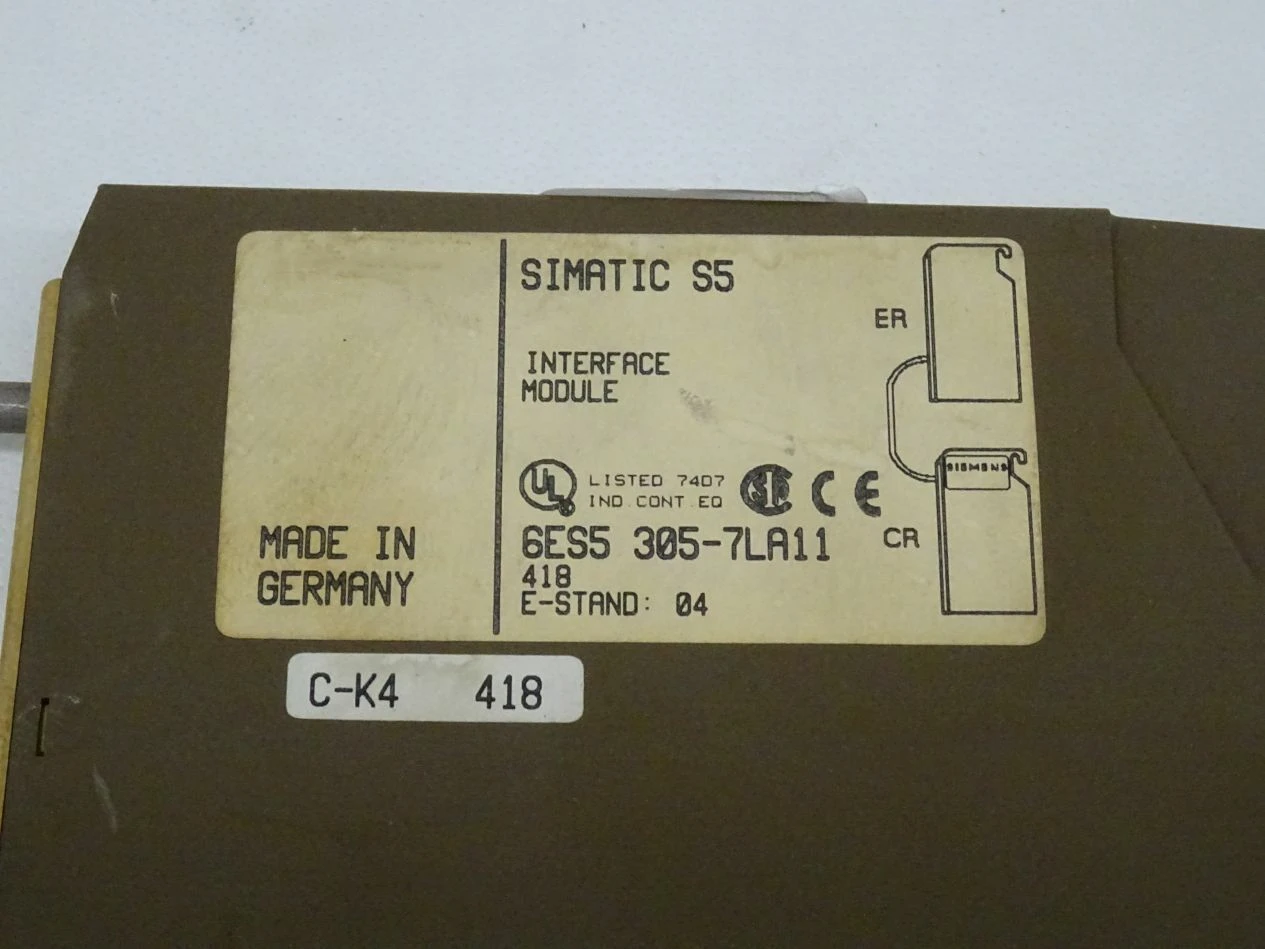 SIMATIC S5
ER
INTERFACE
MODULE
SIEMENS
UL LISTED 7407
IND.CONT.EQ
CE
6ES5 305-7LA11
CR
418
E-STAND: 04
MADE IN
GERMANY
C-K4 418